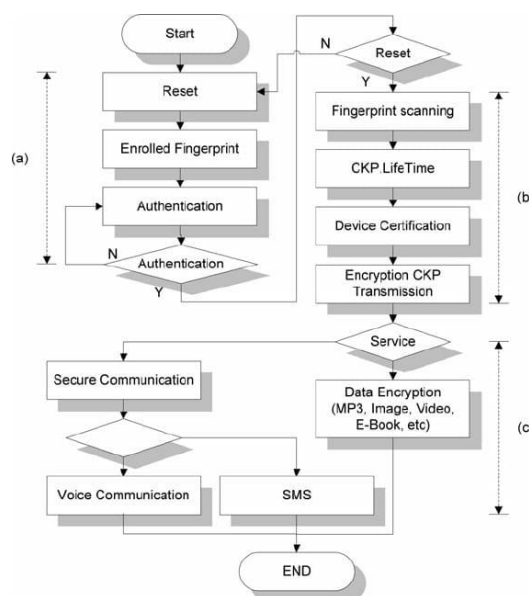 Start
Reset
(a)
Enrolled Fingerprint
Authentication
N
Authentication
Y
N
Reset
Y
Fingerprint scanning
CKP.LifeTime
(b)
Device Certification
Encryption CKP
Transmission
Service
Secure Communication
Data Encryption
(MP3, Image, Video,
E-Book, etc)
(c)
Voice Communication
SMS
END